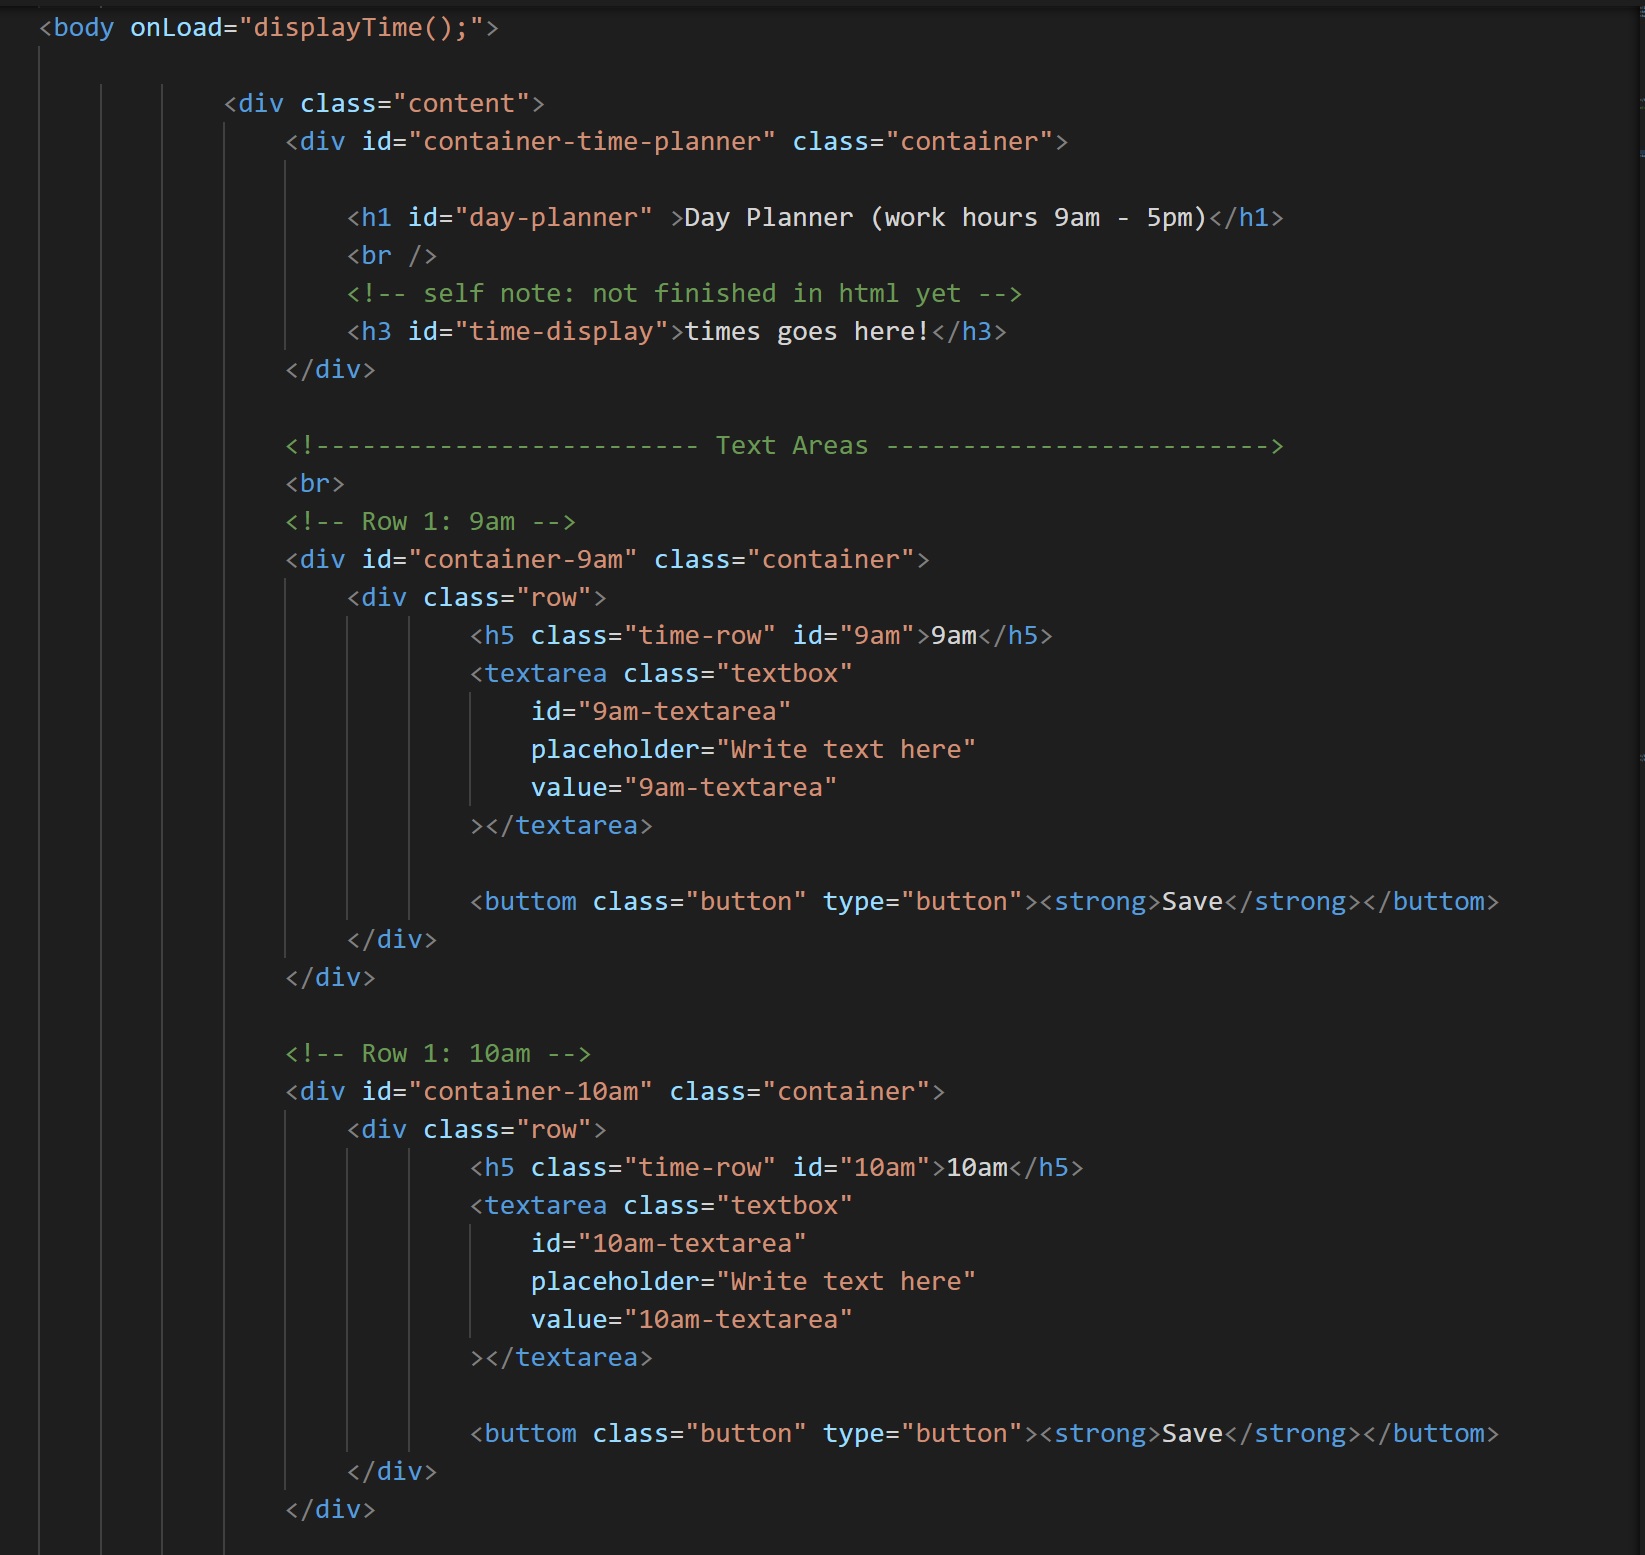 <body onLoad="displayTime();">
<div class="content">
<div id="container-time-planner" class="container">
<h1 id="day-planner" >Day Planner (work hours 9am - 5pm)</h1>
<br />
<!-- self note: not finished in html yet -->
<h3 id="time-display">times goes here!</h3>
</div>
<!------------------------- Text Areas ------------------------->
<br>
<!-- Row 1: 9am -->
<div id="container-9am" class="container">
<div class="row">
<h5 class="time-row" id="9am">9am</h5>
<textarea class="textbox"
id="9am-textarea"
placeholder="Write text here"
value="9am-textarea"
></textarea>
<buttom class="button" type="button"><strong>Save</strong></buttom>
</div>
</div>
<!-- Row 1: 10am -->
<div id="container-10am" class="container">
<div class="row">
<h5 class="time-row" id="10am">10am</h5>
<textarea class="textbox"
id="10am-textarea"
placeholder="Write text here"
value="10am-textarea"
></textarea>
<buttom class="button" type="button"><strong>Save</strong></buttom>
</div>
</div>